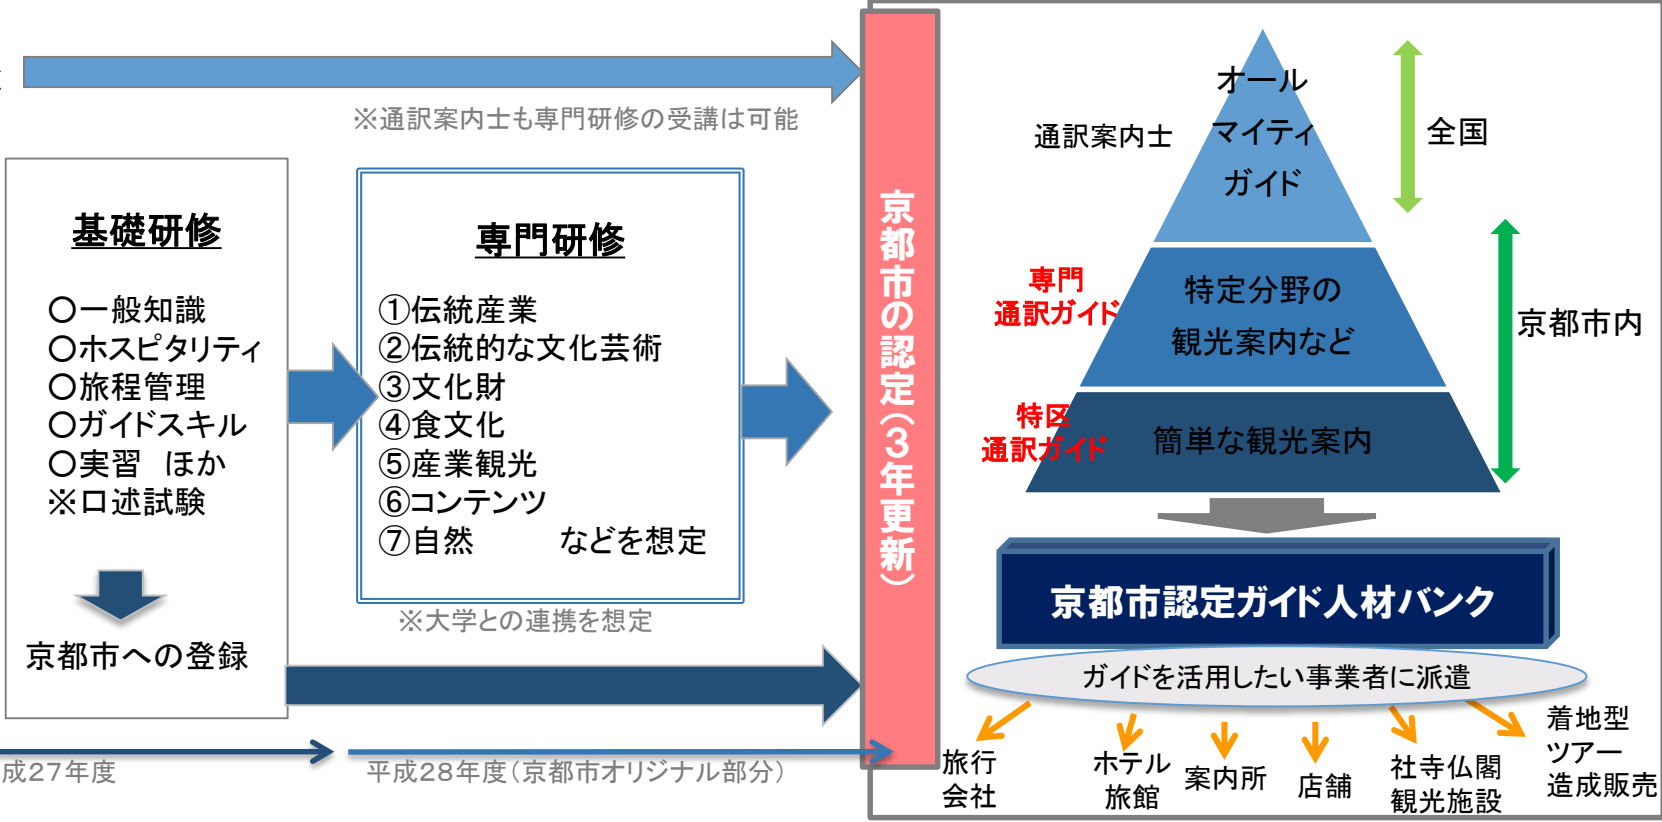 ※通訳案内士も専門研修の受講は可能
基礎研修
○一般知識
○ホスピタリティ
○旅程管理
○ガイドスキル
○実習　ほか
※口述試験
京都市への登録
専門研修
①伝統産業
②伝統的な文化芸術
③文化財
④食文化
⑤産業観光
⑥コンテンツ
⑦自然　　　などを想定
※大学との連携を想定
成27年度
平成28年度(京都市オリジナル部分)
京都市の認定(3年更新)
オール
マイティ
ガイド
通訳案内士
全国
専門
通訳ガイド
特定分野の
観光案内など
京都市内
特区
通訳ガイド
簡単な観光案内
京都市認定ガイド人材バンク
ガイドを活用したい事業者に派遣
旅行
会社
ホテル
旅館
案内所
店舗
社寺仏閣
観光施設
着地型
ツアー
造成販売